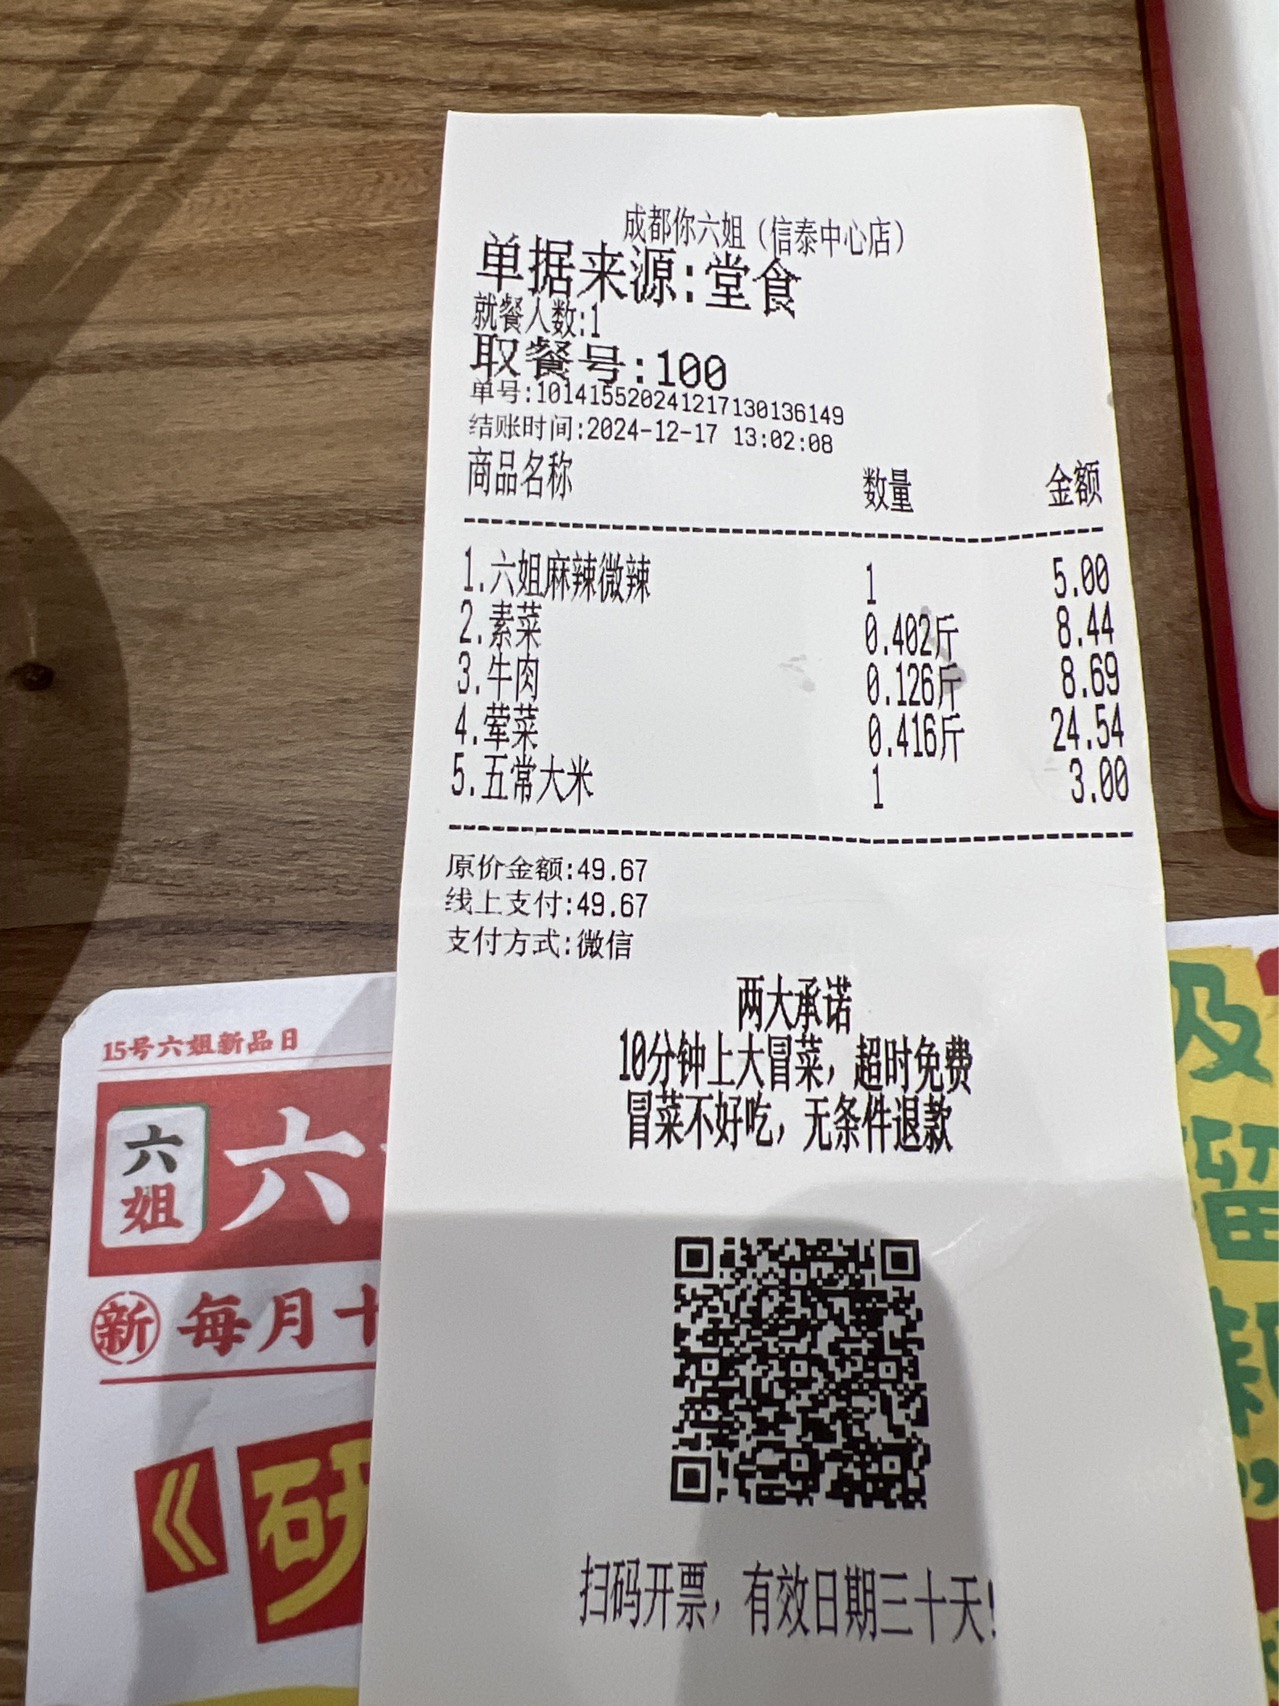 成都你六姐（信泰中心店）
单据来源:堂食
就餐人数:1
取餐号:100
单号:10141552024121713013​6149
结账时间:2024-12-17 13:02:08
商品名称 数量 金额
1.六姐麻辣微辣 1 5.00
2.素菜 0.402斤 8.44
3.牛肉 0.126斤 8.69
4.荤菜 0.416斤 24.54
5.五常大米 1 3.00
原价金额:49.67
线上支付:49.67
支付方式:微信
两大承诺
10分钟上大冒菜，超时免费
冒菜不好吃，无条件退款
扫码开票，有效日期三十天!
15号六姐新品日
六姐
六
新 每月十
《研